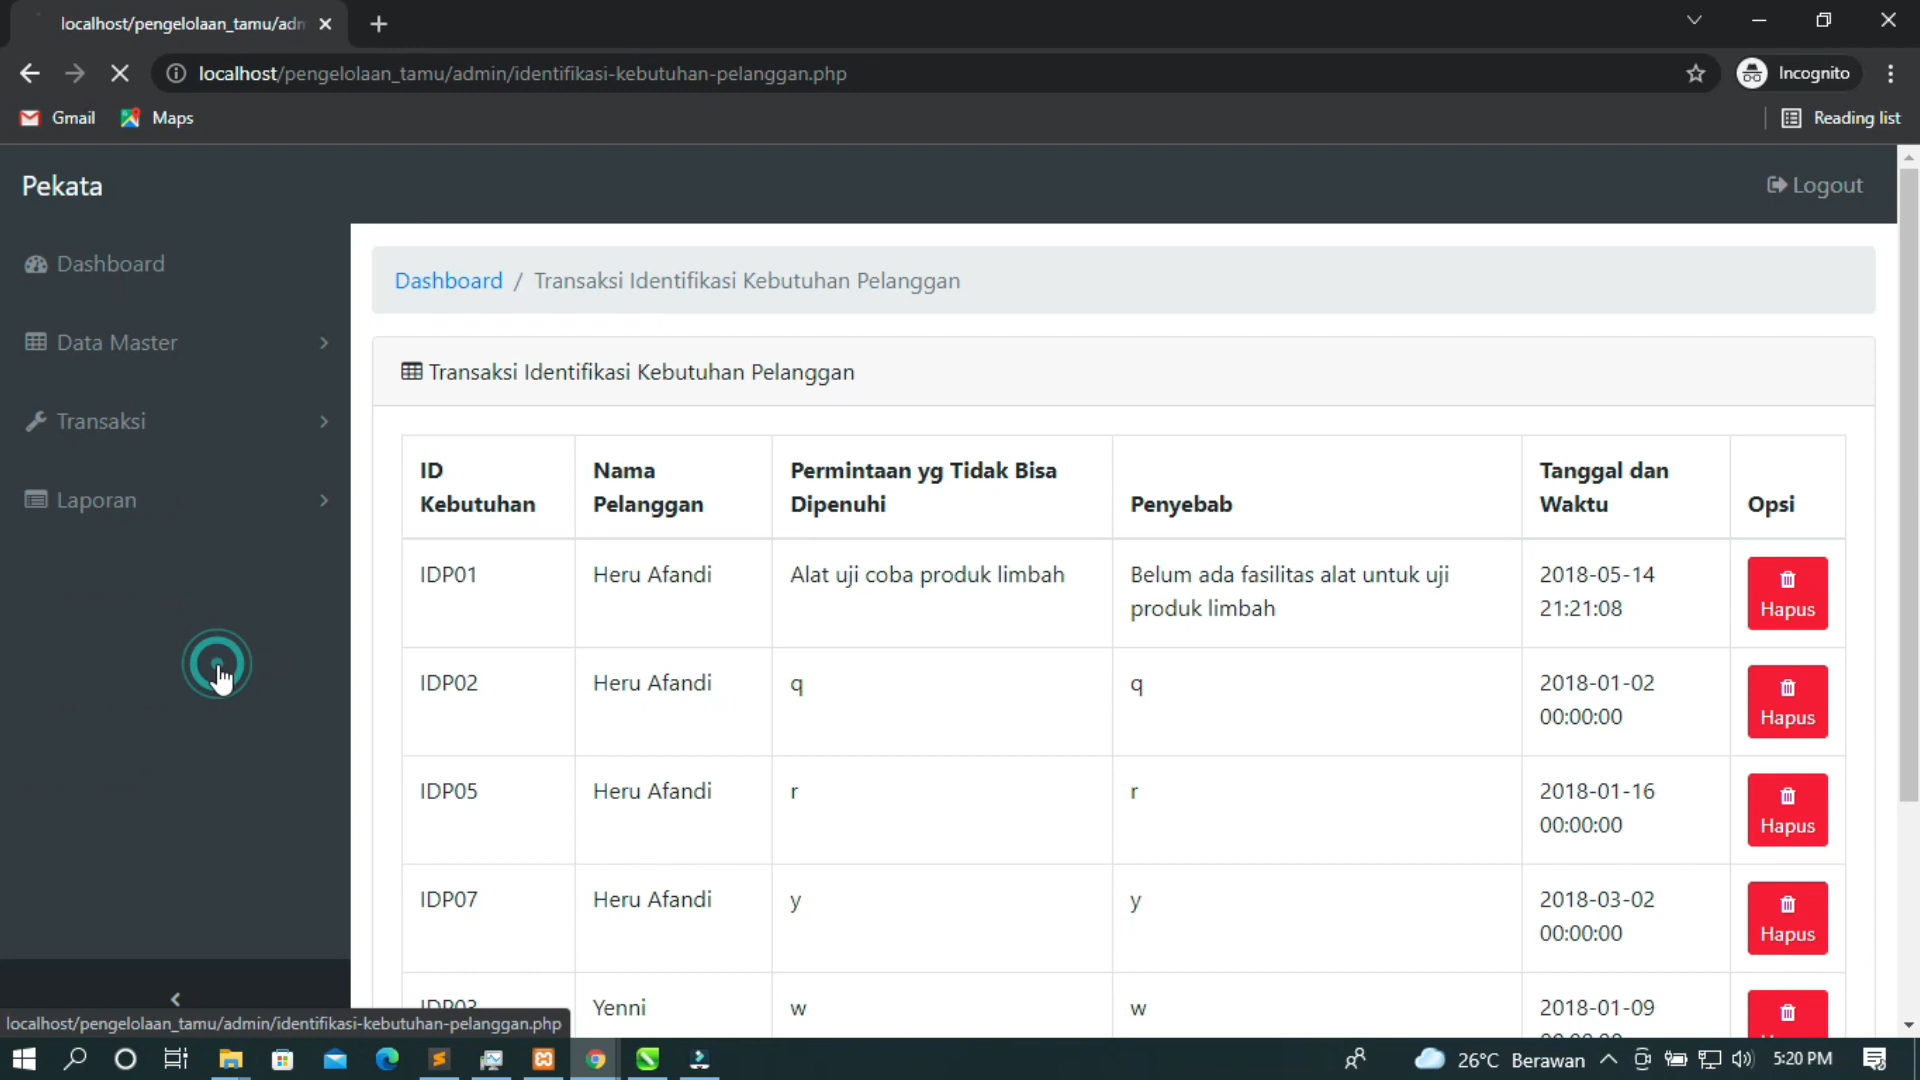 localhost/pengelolaan_tamu/adm
localhost/pengelolaan_tamu/admin/identifikasi-kebutuhan-pelanggan.php
Incognito
Gmail
Maps
Reading list
Pekata
Logout
Dashboard
Data Master
Transaksi
Laporan
Dashboard / Transaksi Identifikasi Kebutuhan Pelanggan
Transaksi Identifikasi Kebutuhan Pelanggan
ID Kebutuhan
Nama Pelanggan
Permintaan yg Tidak Bisa Dipenuhi
Penyebab
Tanggal dan Waktu
Opsi
IDP01
Heru Afandi
Alat uji coba produk limbah
Belum ada fasilitas alat untuk uji
produk limbah
2018-05-14
21:21:08
Hapus
IDP02
Heru Afandi
q
q
2018-01-02
00:00:00
Hapus
IDP05
Heru Afandi
r
r
2018-01-16
00:00:00
Hapus
IDP07
Heru Afandi
y
y
2018-03-02
00:00:00
Hapus
IDP03
Yenni
w
w
2018-01-09
localhost/pengelolaan_tamu/admin/identifikasi-kebutuhan-pelanggan.php
26°C Berawan
5:20 PM